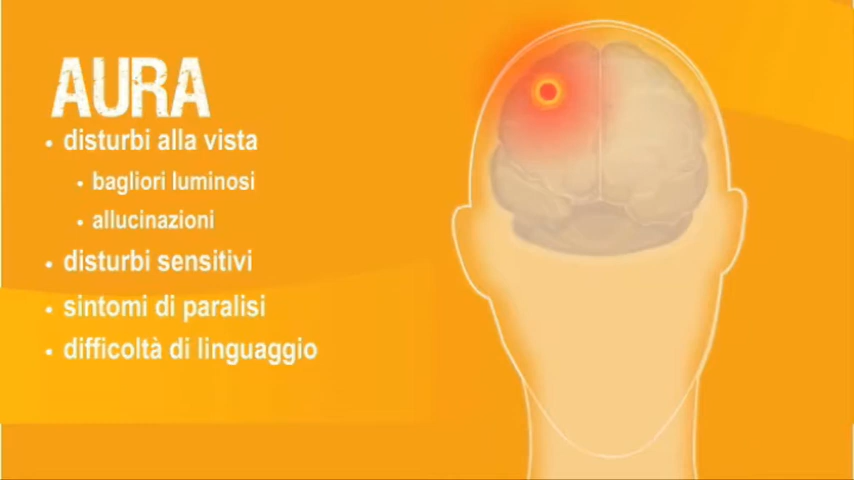 AURA
• disturbi alla vista
• bagliori luminosi
• allucinazioni
• disturbi sensitivi
• sintomi di paralisi
• difficoltà di linguaggio